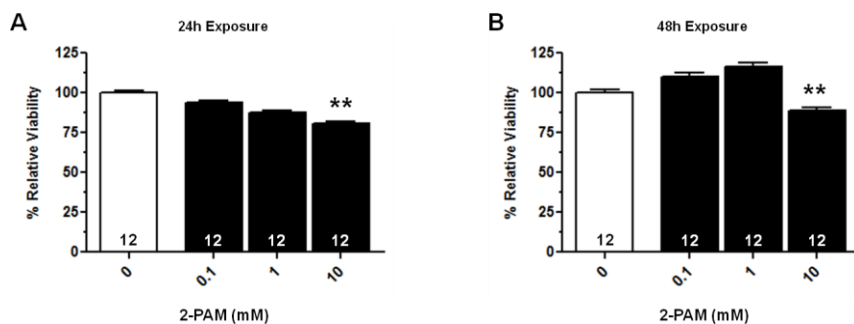 A
24h Exposure
% Relative Viability
125
100
75
50
25
0
**
12 12 12 12
0 0.1 1 10
2-PAM (mM)
B
48h Exposure
% Relative Viability
125
100
75
50
25
0
**
12 12 12 12
0 0.1 1 10
2-PAM (mM)